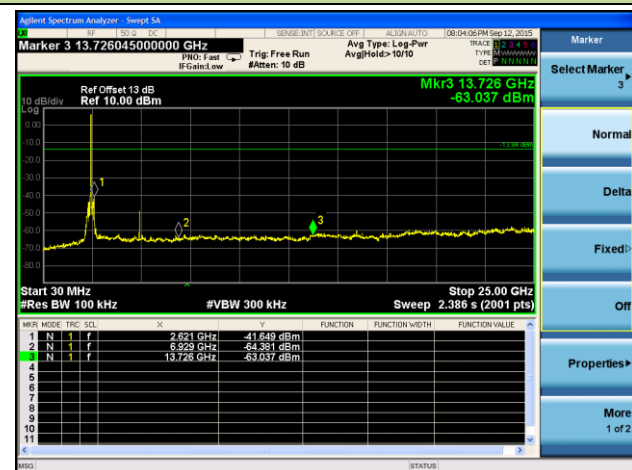 Agilent Spectrum Analyzer - Swept SA
RF 50 Ω DC SENSE:INT SOURCE OFF ALIGN AUTO 08:04:06 PM Sep 12, 2015
Marker 3 13.726045000000 GHz
PNO: Fast
IFGain:Low
Trig: Free Run
#Atten: 10 dB
Avg Type: Log-Pwr
Avg|Hold:>10/10
TRACE 1 2 3 4 5 6
TYPE MWWWWW
DET P NNNNN
Ref Offset 13 dB
10 dB/div Ref 10.00 dBm
Log
Mkr3 13.726 GHz
-63.037 dBm
0.00
-10.0
-13.84 dBm
-20.0
-30.0
-40.0
-50.0
-60.0
-70.0
-80.0
1
2
3
Start 30 MHz Stop 25.00 GHz
#Res BW 100 kHz #VBW 300 kHz Sweep 2.386 s (2001 pts)
MKR MODE TRC SCL X Y FUNCTION FUNCTION WIDTH FUNCTION VALUE
1 N 1 f 2.621 GHz -41.649 dBm
2 N 1 f 6.929 GHz -64.381 dBm
3 N 1 f 13.726 GHz -63.037 dBm
4
5
6
7
8
9
10
11
MSG STATUS
Marker
Select Marker
3
Normal
Delta
Fixed
Off
Properties
More
1 of 2